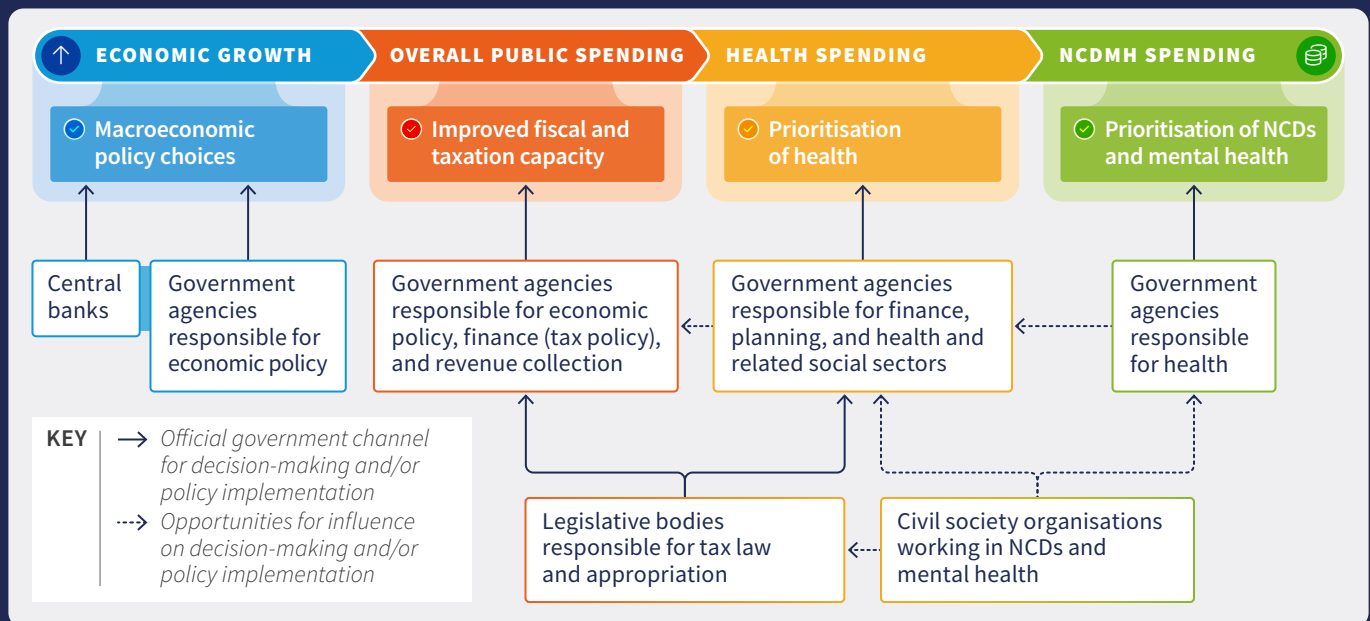 ECONOMIC GROWTH
OVERALL PUBLIC SPENDING
HEALTH SPENDING
NCDMH SPENDING
Macroeconomic
policy choices
Improved fiscal and
taxation capacity
Prioritisation
of health
Prioritisation of NCDs
and mental health
Central
banks
Government
agencies
responsible for
economic policy
Government agencies
responsible for economic
policy, finance (tax policy),
and revenue collection
Government agencies
responsible for finance,
planning, and health and
related social sectors
Government
agencies
responsible
for health
KEY
Official government channel
for decision-making and/or
policy implementation
Opportunities for influence
on decision-making and/or
policy implementation
Legislative bodies
responsible for tax law
and appropriation
Civil society organisations
working in NCDs and
mental health